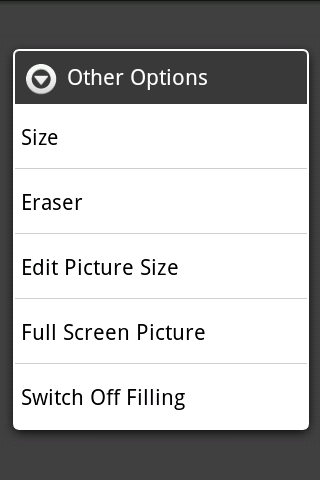 Other Options
Size
Eraser
Edit Picture Size
Full Screen Picture
Switch Off Filling